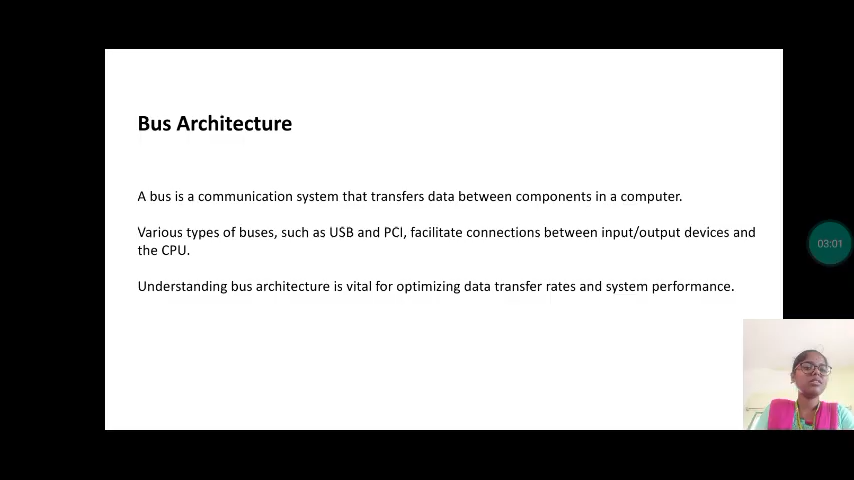 Bus Architecture
A bus is a communication system that transfers data between components in a computer.
Various types of buses, such as USB and PCI, facilitate connections between input/output devices and
the CPU.
Understanding bus architecture is vital for optimizing data transfer rates and system performance.
03:01